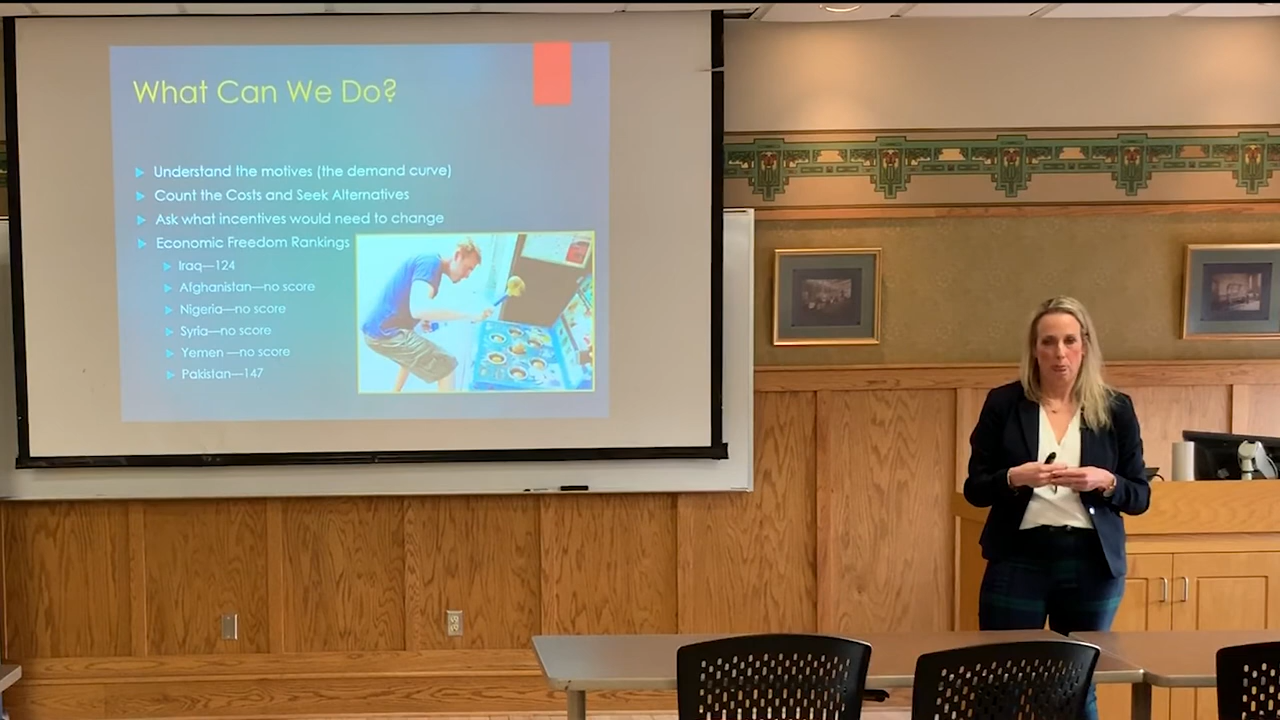 What Can We Do?
Understand the motives (the demand curve)
Count the Costs and Seek Alternatives
Ask what incentives would need to change
Economic Freedom Rankings
Iraq—124
Afghanistan—no score
Nigeria—no score
Syria—no score
Yemen —no score
Pakistan—147